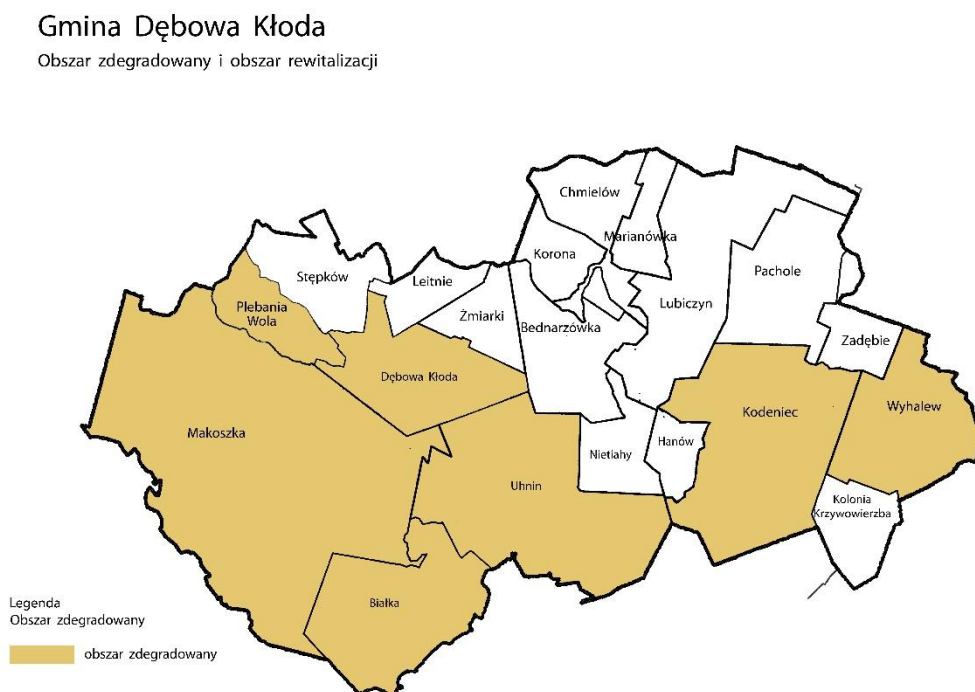 Gmina Dębowa Kłoda
Obszar zdegradowany i obszar rewitalizacji
Chmielów
Marianówka
Korona
Stępków
Leitnie
Pachole
Plebania
Wola
Żmiarki
Bednarzówka
Lubiczyn
Zadębie
Dębowa Kłoda
Makoszka
Kodeniec
Wyhalew
Nietiahy
Hanów
Uhnin
Kolonia
Krzywowierzba
Białka
Legenda
Obszar zdegradowany
obszar zdegradowany